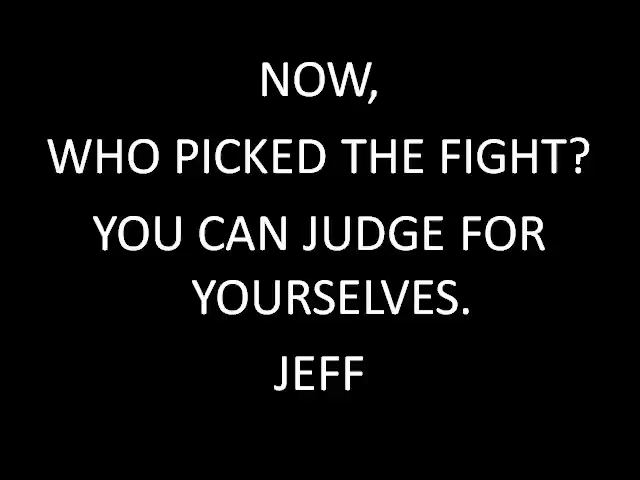 NOW,
WHO PICKED THE FIGHT?
YOU CAN JUDGE FOR
YOURSELVES.
JEFF